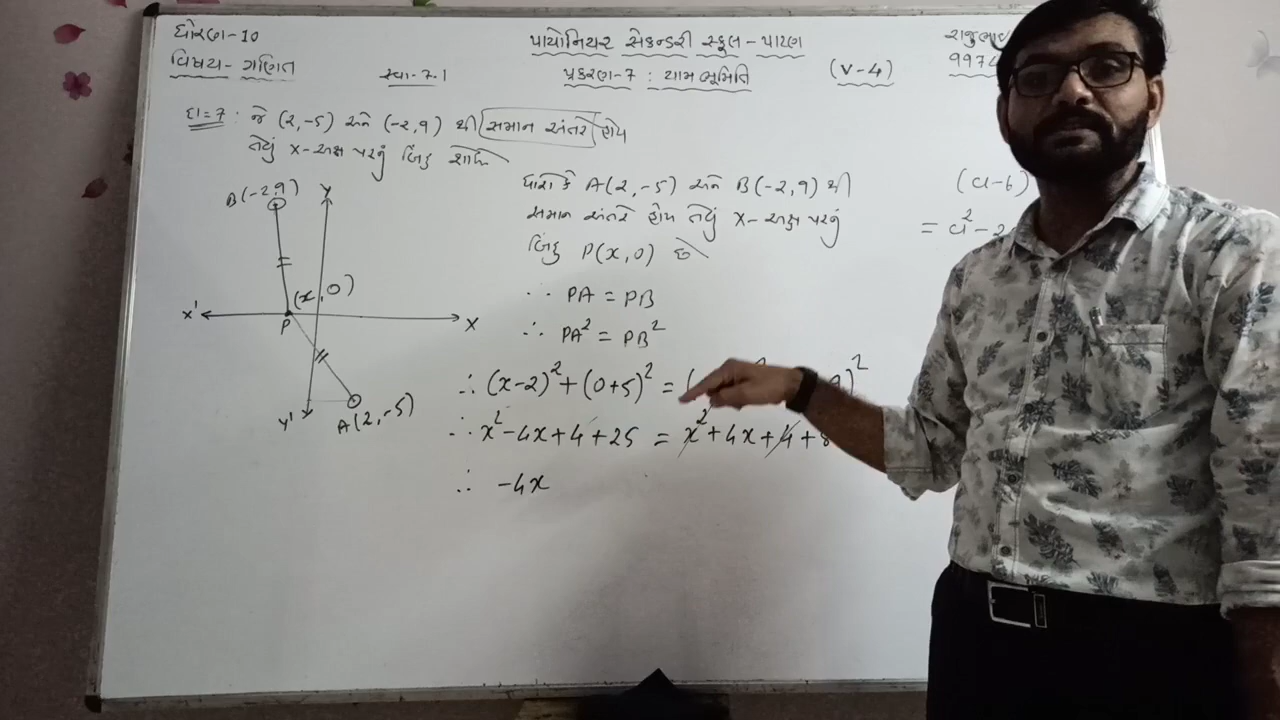 ધોરણ-10
વિષય- ગણિત
સ્વા-7.1
પાયોનિયર સેકન્ડરી સ્કૂલ - પાટણ
પ્રકરણ-7 : યામ ભૂમિતિ
(V-4)
રાજુભાઇ
9974
દા=7 : જે (2,-5) અને (-2,9) થી સમાન અંતરે હોય
તેવું X-અક્ષ પરનું બિંદુ શોધો
B(-2,9)
Y
(x,0)
X'
P
X
Y'
A(2,-5)
ધારો કે A(2,-5) અને B(-2,9) થી
સમાન અંતરે હોય તેવું X-અક્ષ પરનું
બિંદુ P(x,0) છે
∴ PA = PB
∴ PA² = PB²
∴ (x-2)² + (0+5)² = (
9)²
∴ x² - 4x + 4 + 25 = x² + 4x + 4 + 8
∴ -4x
(a-b)
= a² - 2